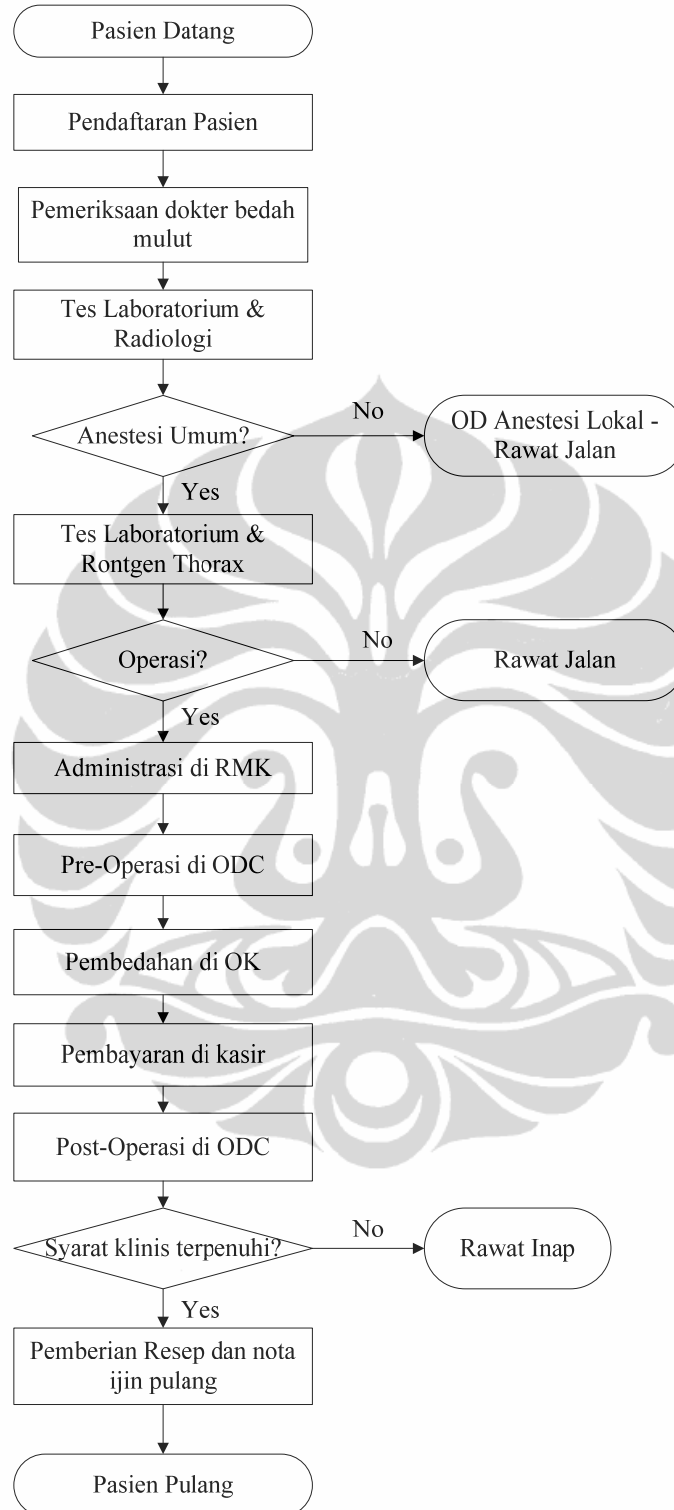 Pasien Datang
Pendaftaran Pasien
Pemeriksaan dokter bedah
mulut
Tes Laboratorium &
Radiologi
Anestesi Umum?
No
OD Anestesi Lokal -
Rawat Jalan
Yes
Tes Laboratorium &
Rontgen Thorax
Operasi?
No
Rawat Jalan
Yes
Administrasi di RMK
Pre-Operasi di ODC
Pembedahan di OK
Pembayaran di kasir
Post-Operasi di ODC
Syarat klinis terpenuhi?
No
Rawat Inap
Yes
Pemberian Resep dan nota
ijin pulang
Pasien Pulang